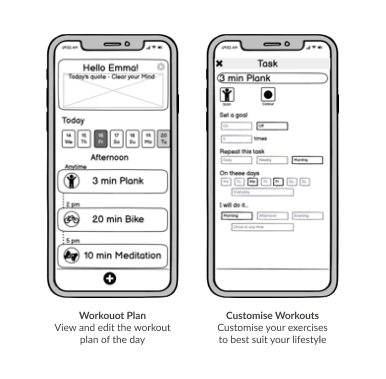 Hello Emma!
Today's quote - Clear your Mind
Today
14 15 16 17 18 19 20
We Th Fr Sa Su Mo Tu
Afternoon
Anytime
3 min Plank
2 pm
20 min Bike
5 pm
10 min Meditation
Workouot Plan
View and edit the workout
plan of the day
Task
3 min Plank
Icon Colour
Set a goal
On Off
times
Repeat this task
Daily Weekly Monthly
On these days
Everyday
I will do it...
Morning Afternoon Evening
Customise Workouts
Customise your exercises
to best suit your lifestyle